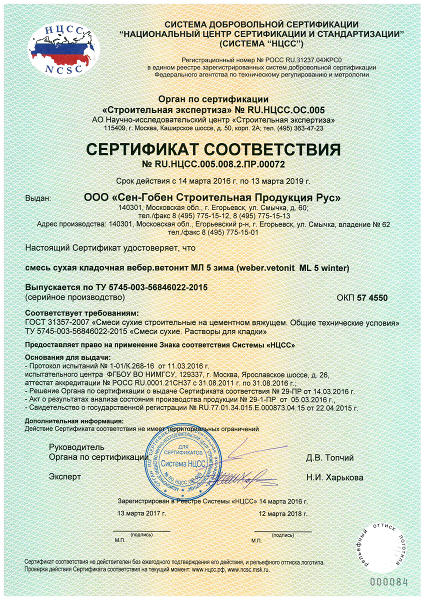 НЦСС
NCSC
СИСТЕМА ДОБРОВОЛЬНОЙ СЕРТИФИКАЦИИ
"НАЦИОНАЛЬНЫЙ ЦЕНТР СЕРТИФИКАЦИИ И СТАНДАРТИЗАЦИИ"
(СИСТЕМА “НЦСС”)
Регистрационный номер № РОСС RU.31237.04ЖРС0
в едином реестре зарегистрированных систем добровольной сертификации
Федерального агентства по техническому регулированию и метрологии
Орган по сертификации
«Строительная экспертиза» № RU.НЦСС.ОС.005
АО Научно-исследовательский центр «Строительная экспертиза»
115409, г. Москва, Каширское шоссе, д. 50, корп. 2А; тел. (495) 363-47-23
СЕРТИФИКАТ СООТВЕТСТВИЯ
№ RU.НЦСС.005.008.2.ПР.00072
Срок действия с 14 марта 2016 г. по 13 марта 2019 г.
Выдан: ООО «Сен-Гобен Строительная Продукция Рус»
140301, Московская обл., г. Егорьевск, ул. Смычка, д. 60;
тел./факс 8 (495) 775-15-12, 8 (495) 775-15-13
Адрес производства: 140301, Московская обл., Егорьевский р-н, г. Егорьевск, ул. Смычка, владение № 62
тел./факс 8 (495) 775-15-01
Настоящий Сертификат удостоверяет, что
смесь сухая кладочная вебер.ветонит МЛ 5 зима (weber.vetonit ML 5 winter)
Выпускается по ТУ 5745-003-56846022-2015
(серийное производство) ОКП 57 4550
Соответствует требованиям:
ГОСТ 31357-2007 «Смеси сухие строительные на цементном вяжущем. Общие технические условия»
ТУ 5745-003-56846022-2015 «Смеси сухие. Растворы для кладки»
Предоставляет право на применение Знака соответствия Системы «НЦСС»
Основания для выдачи:
- Протокол испытаний № 1-01/К.268-16 от 11.03.2016 г.
испытательного центра ФГБОУ ВО НИМГСУ, 129337, г. Москва, Ярославское шоссе, д. 26,
аттестат аккредитации № РОСС RU.0001.21СН37 с 31.08.2011 г. по 31.08.2016 г.;
- Решение Органа по сертификации о выдаче Сертификата соответствия № 29-ПР от 14.03.2016 г.
- Акт о результатах анализа состояния производства продукции № 29-1-ПР от 05.03.2016 г.,
- Свидетельство о государственной регистрации № RU.77.01.34.015.Е.000873.04.15 от 22.04.2015 г.
Дополнительная информация:
Действие Сертификата соответствия не имеет территориальных ограничений
Руководитель
Органа по сертификации Д.В. Топчий
Эксперт Н.И. Харькова
ДЛЯ
СЕРТИФИКАТОВ
Система НЦСС
Зарегистрирован в Реестре Системы «НЦСС» 14 марта 2016 г.
13 марта 2017 г. 12 марта 2018 г.
(подпись) (подпись)
М.П. М.П.
рельефный оттиск логотипа
Сертификат соответствия не действителен без ежегодного подтверждения его действия, и рельефного оттиска логотипа.
Проверка действия Сертификата соответствия на текущий момент: www.нцсс.рф, www.ncsc.msk.ru.
000084